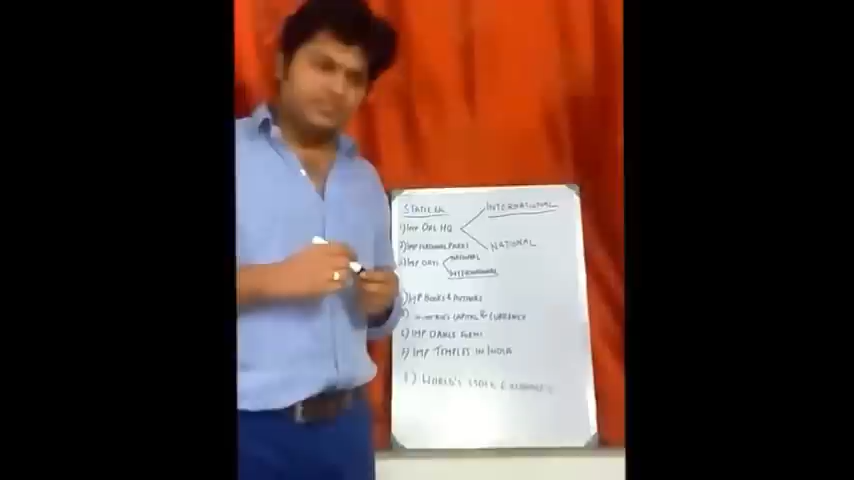 STATIC GK INTERNATIONAL
1) IMP ORG HQ
NATIONAL
2) IMP NATIONAL PARKS
3) IMP DAYS NATIONAL
INTERNATIONAL
4) IMP BOOKS & AUTHORS
5) COUNTRIES CAPITAL & CURRENCY
6) IMP DANCE FORMS
7) IMP TEMPLES IN INDIA
8) WORLD'S STOCK EXCHANGES